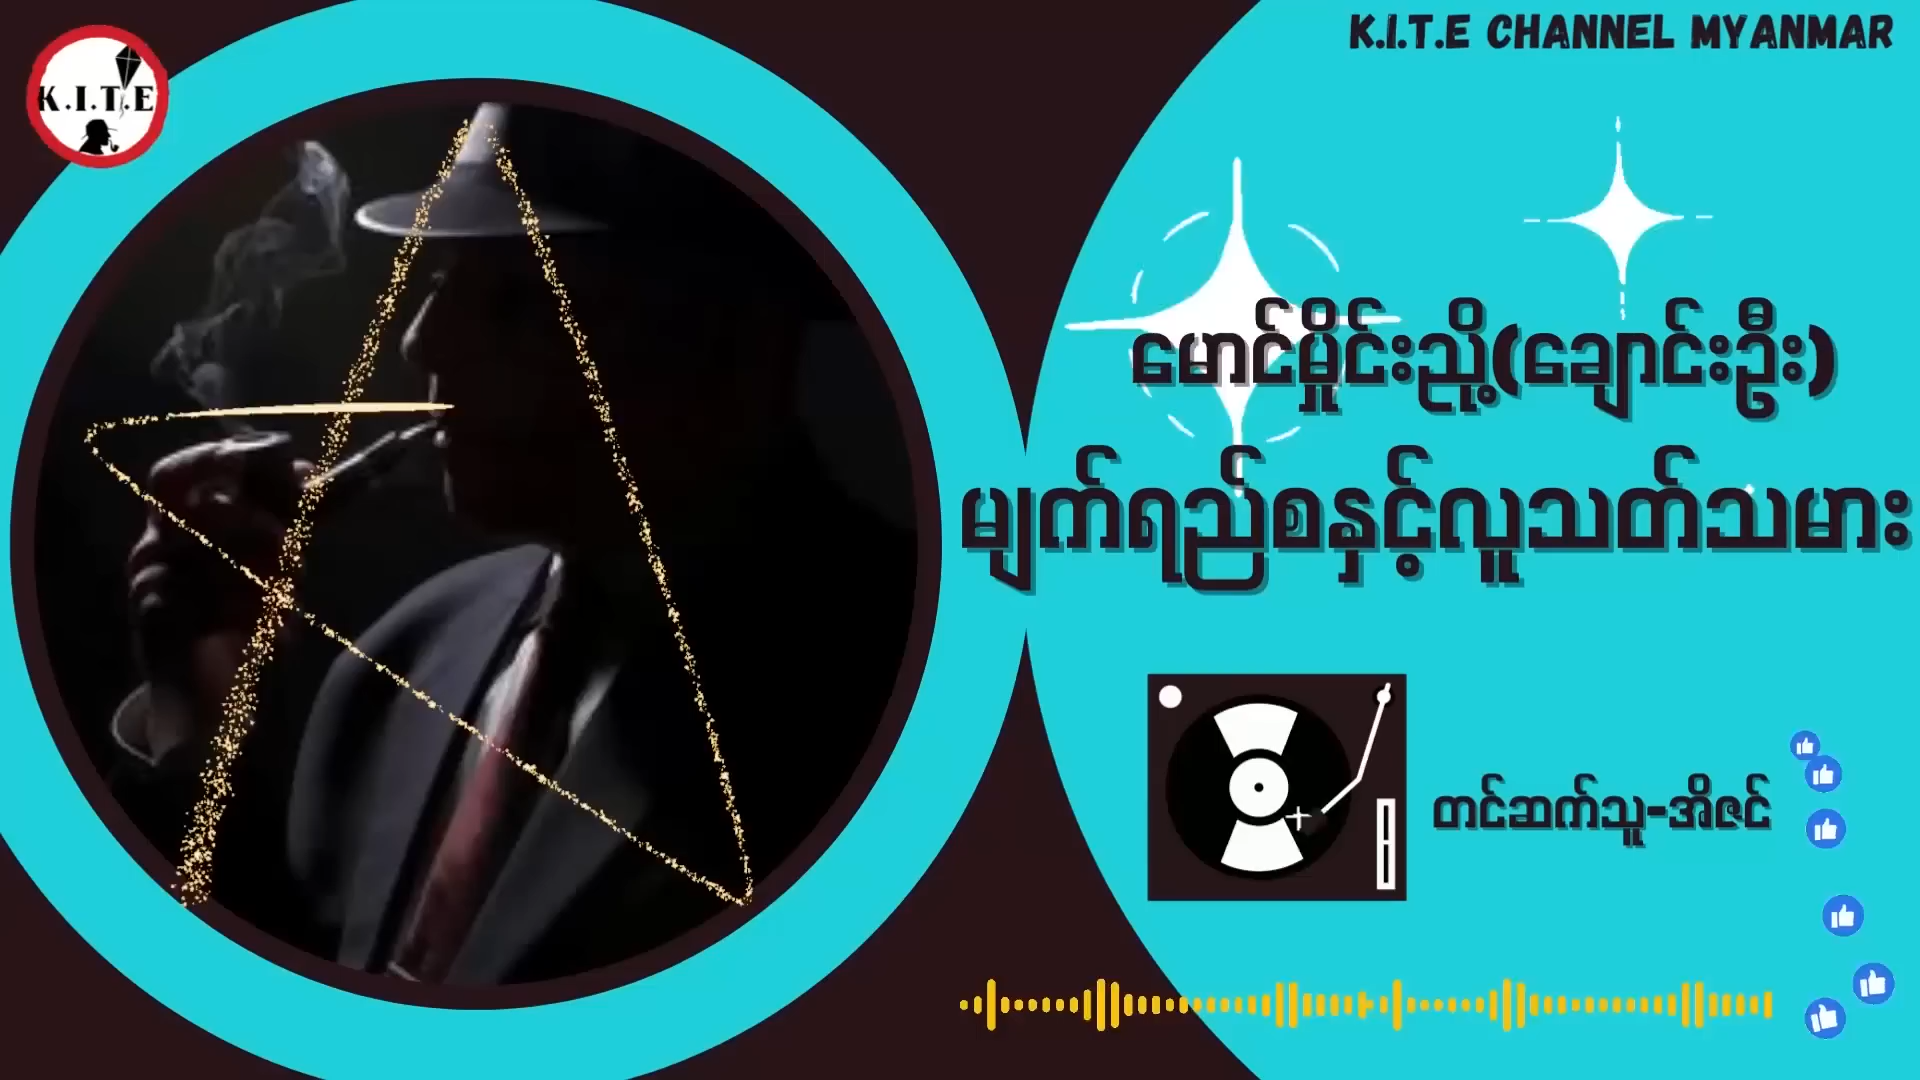 K.I.T.E CHANNEL MYANMAR
K.I.T.E
မောင်မှိုင်းညို့(ချောင်းဦး)
မျက်ရည်စနှင့်လူသတ်သမား
တင်ဆက်သူ-အိဇင်